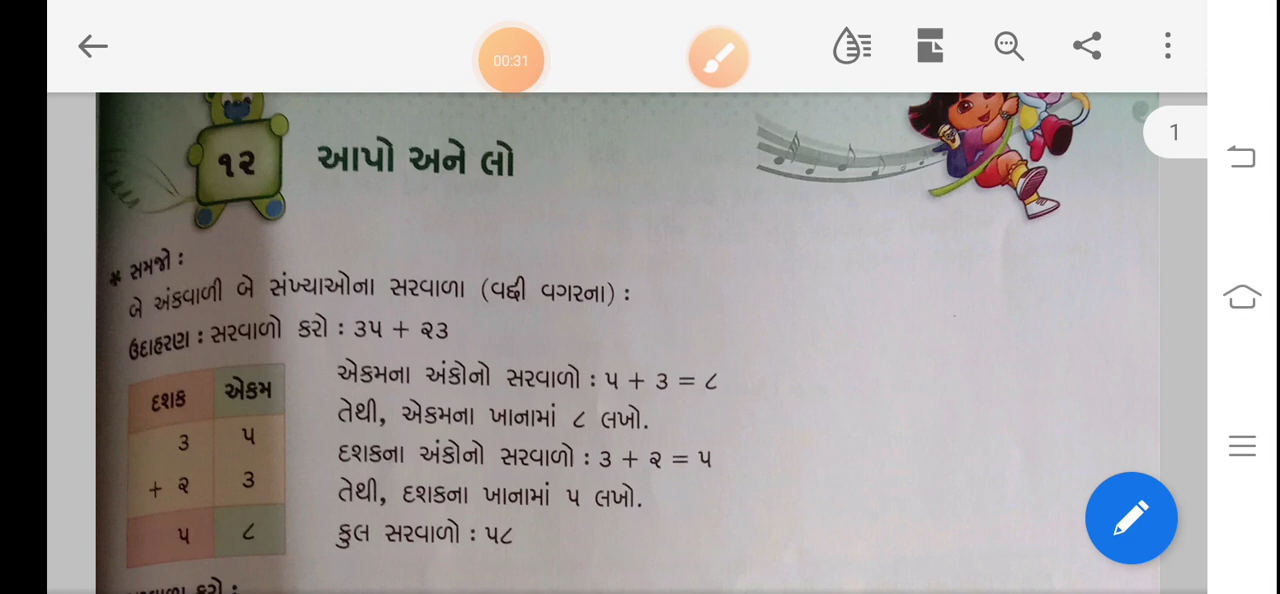 00:31
1
૧૨ આપો અને લો
* સમજો :
બે અંકવાળી બે સંખ્યાઓના સરવાળા (વદ્દી વગરના) :
ઉદાહરણ : સરવાળો કરો : ૩૫ + ૨૩
દશક એકમ
૩ ૫
+ ૨ ૩
૫ ૮
એકમના અંકોનો સરવાળો : ૫ + ૩ = ૮
તેથી, એકમના ખાનામાં ૮ લખો.
દશકના અંકોનો સરવાળો : ૩ + ૨ = ૫
તેથી, દશકના ખાનામાં ૫ લખો.
કુલ સરવાળો : ૫૮
કરો :